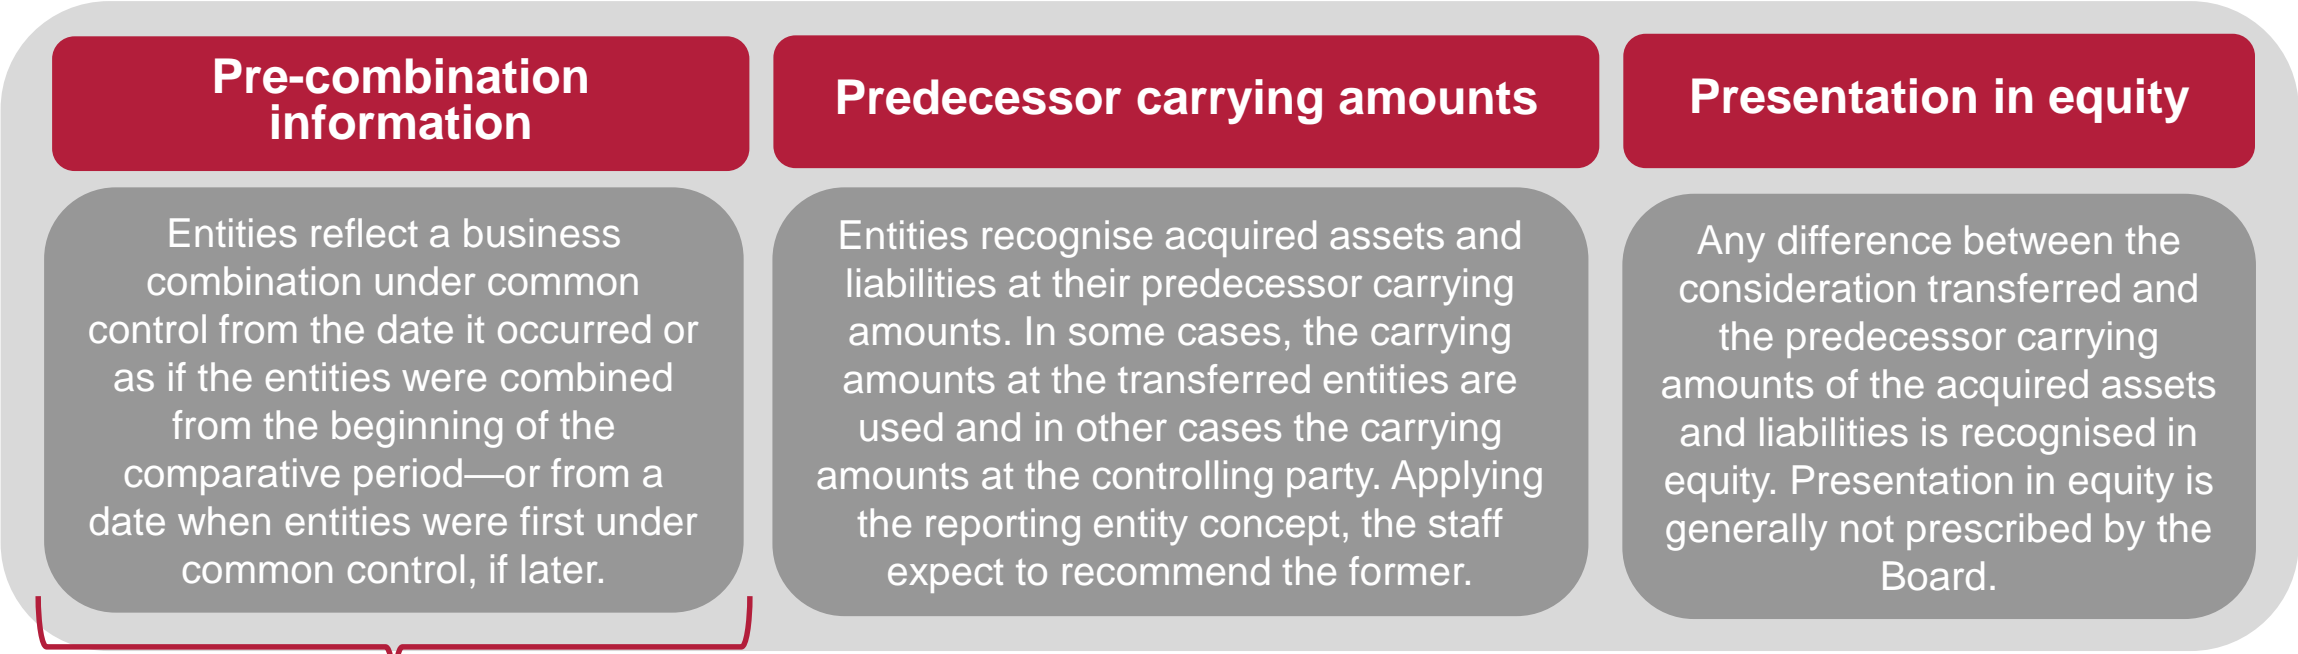 Pre-combination
information
Entities reflect a business
combination under common
control from the date it occurred or
as if the entities were combined
from the beginning of the
comparative period—or from a
date when entities were first under
common control, if later.
Predecessor carrying amounts
Entities recognise acquired assets and
liabilities at their predecessor carrying
amounts. In some cases, the carrying
amounts at the transferred entities are
used and in other cases the carrying
amounts at the controlling party. Applying
the reporting entity concept, the staff
expect to recommend the former.
Presentation in equity
Any difference between the
consideration transferred and
the predecessor carrying
amounts of the acquired assets
and liabilities is recognised in
equity. Presentation in equity is
generally not prescribed by the
Board.